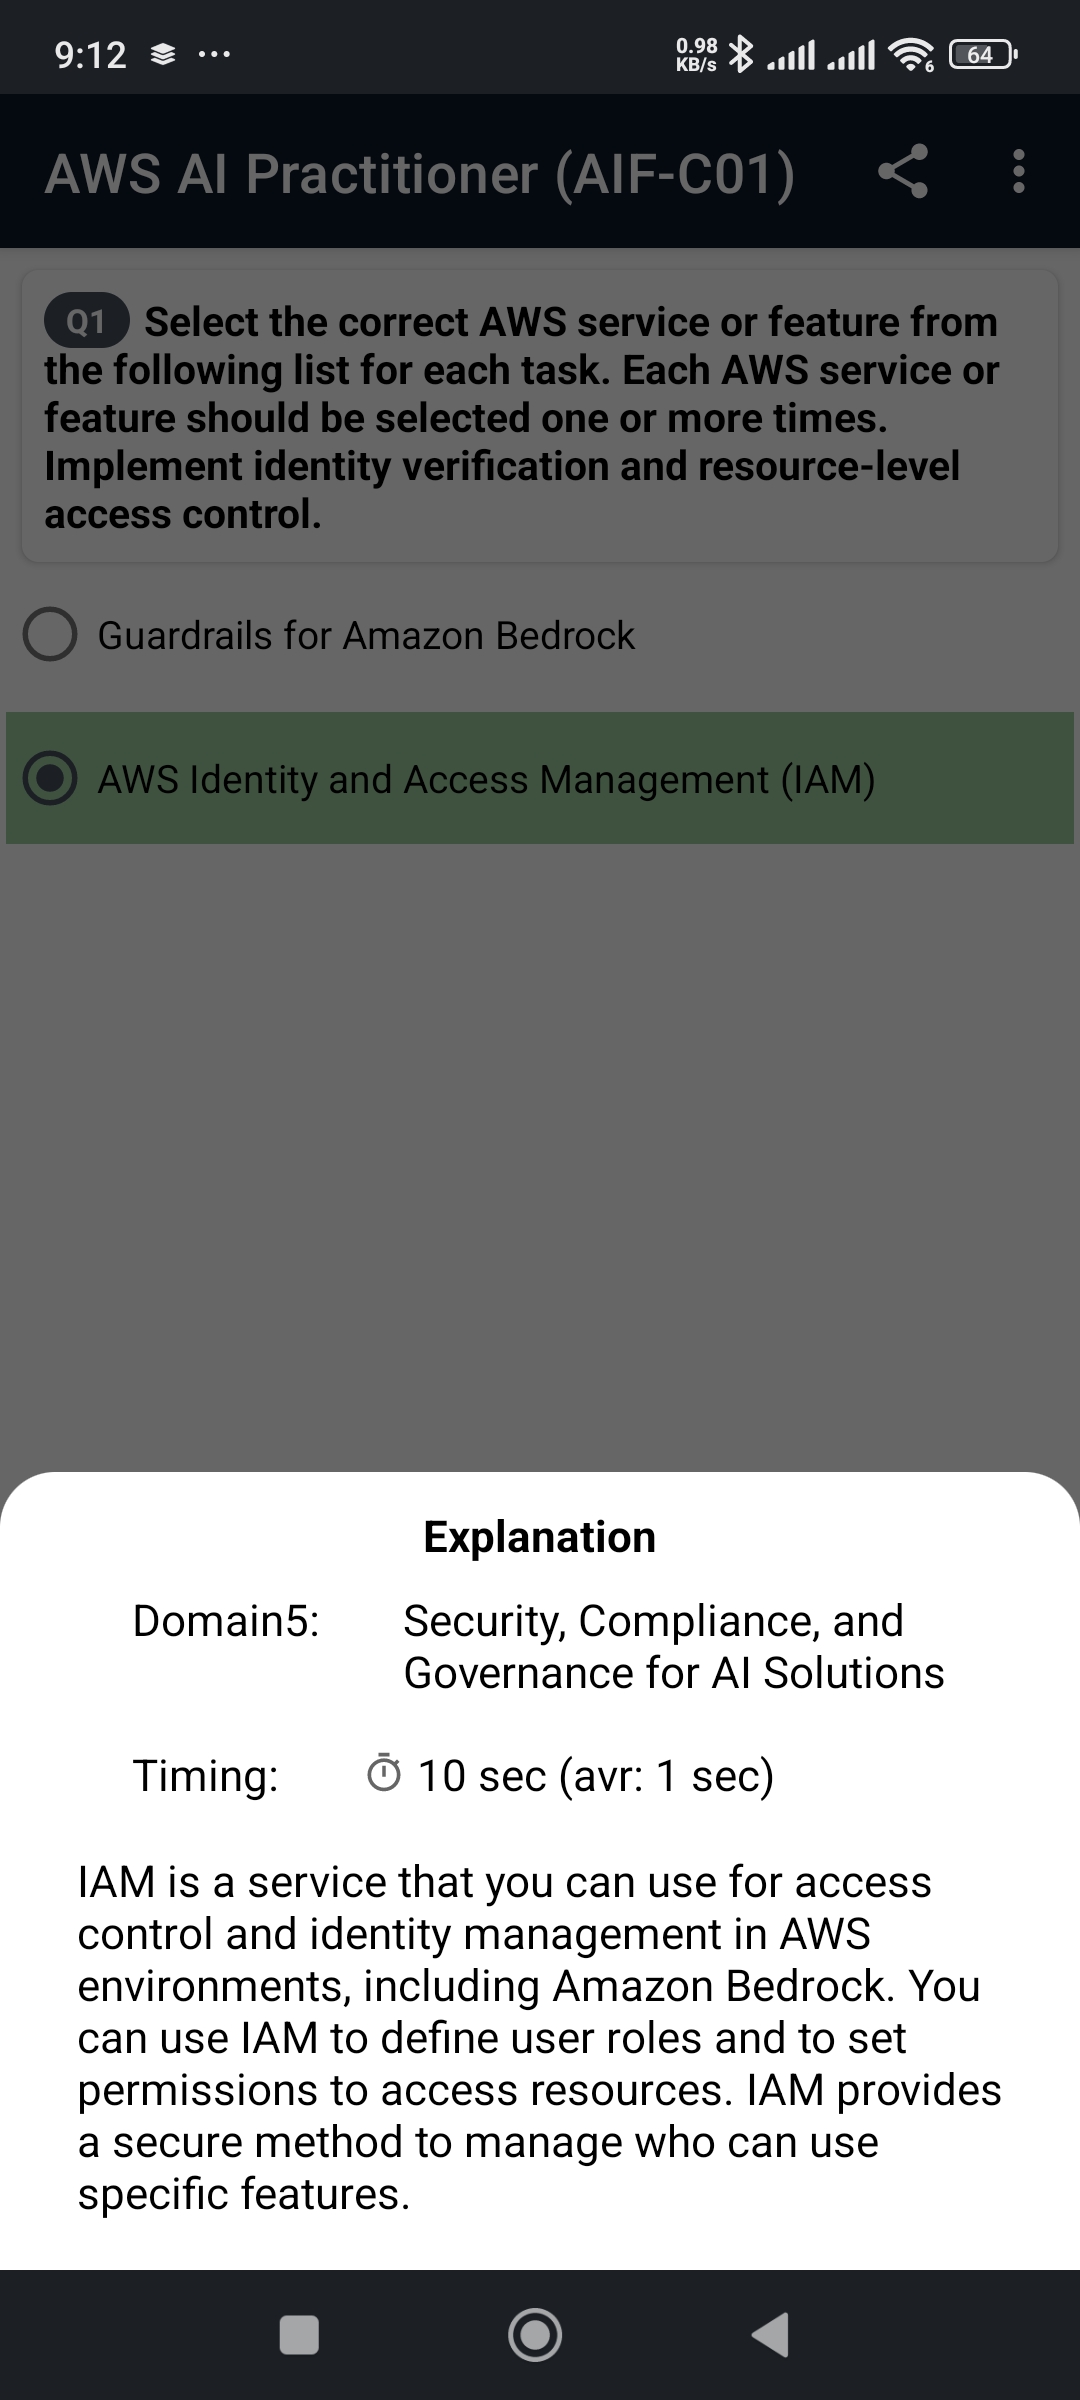 9:12
0.98
KB/s
6
64
AWS AI Practitioner (AIF-C01)
Q1 Select the correct AWS service or feature from
the following list for each task. Each AWS service or
feature should be selected one or more times.
Implement identity verification and resource-level
access control.
Guardrails for Amazon Bedrock
AWS Identity and Access Management (IAM)
Explanation
Domain5: Security, Compliance, and
Governance for AI Solutions
Timing: 10 sec (avr: 1 sec)
IAM is a service that you can use for access
control and identity management in AWS
environments, including Amazon Bedrock. You
can use IAM to define user roles and to set
permissions to access resources. IAM provides
a secure method to manage who can use
specific features.